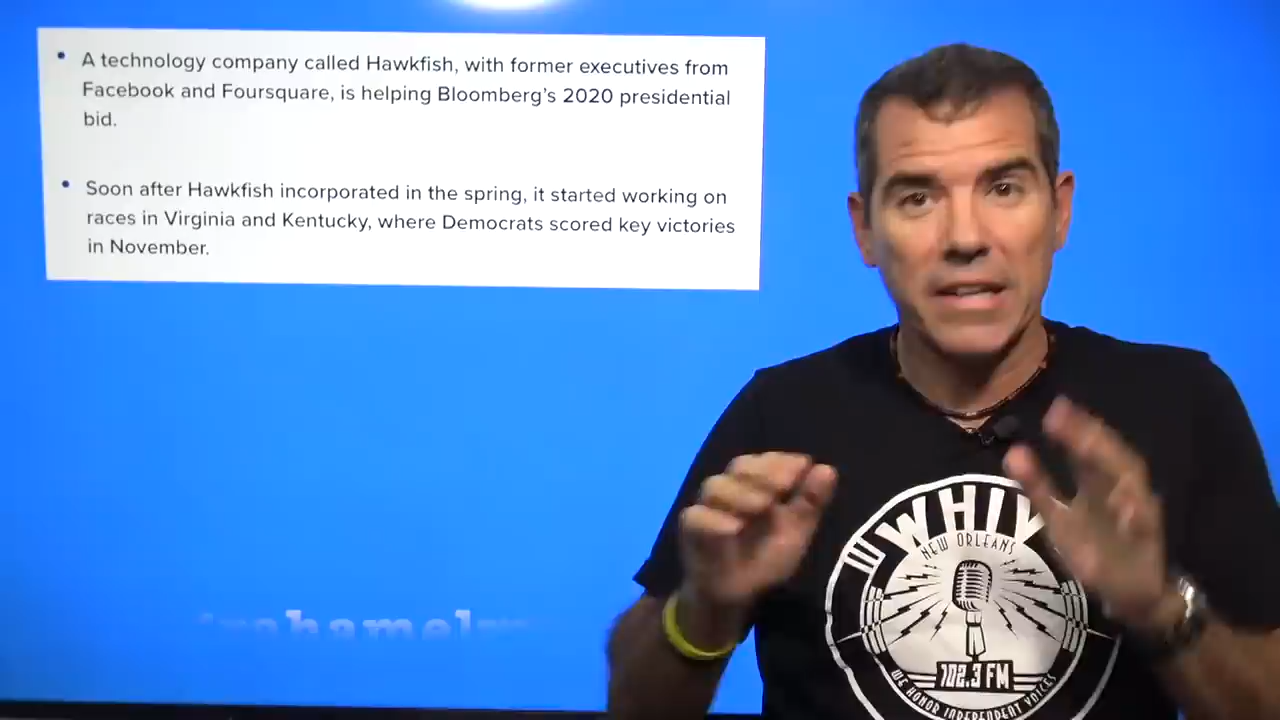 • A technology company called Hawkfish, with former executives from
Facebook and Foursquare, is helping Bloomberg's 2020 presidential
bid.
• Soon after Hawkfish incorporated in the spring, it started working on
races in Virginia and Kentucky, where Democrats scored key victories
in November.
WHIV
NEW ORLEANS
102.3 FM
WE HONOR INDEPENDENT VOICES